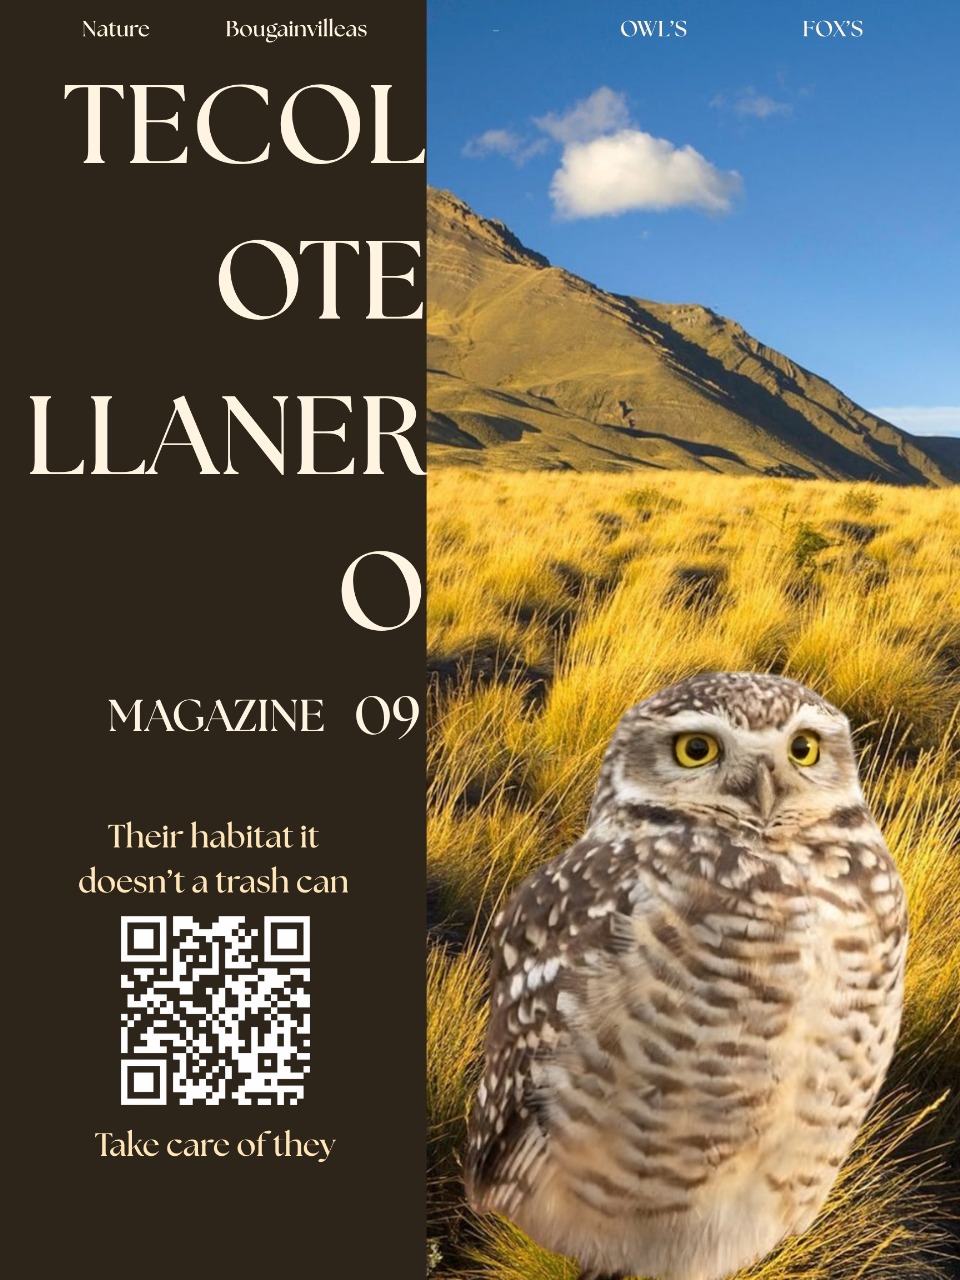 Nature Bougainvilleas - OWL'S FOX'S
TECOL
OTE
LLANER
O
MAGAZINE 09
Their habitat it
doesn't a trash can
Take care of they